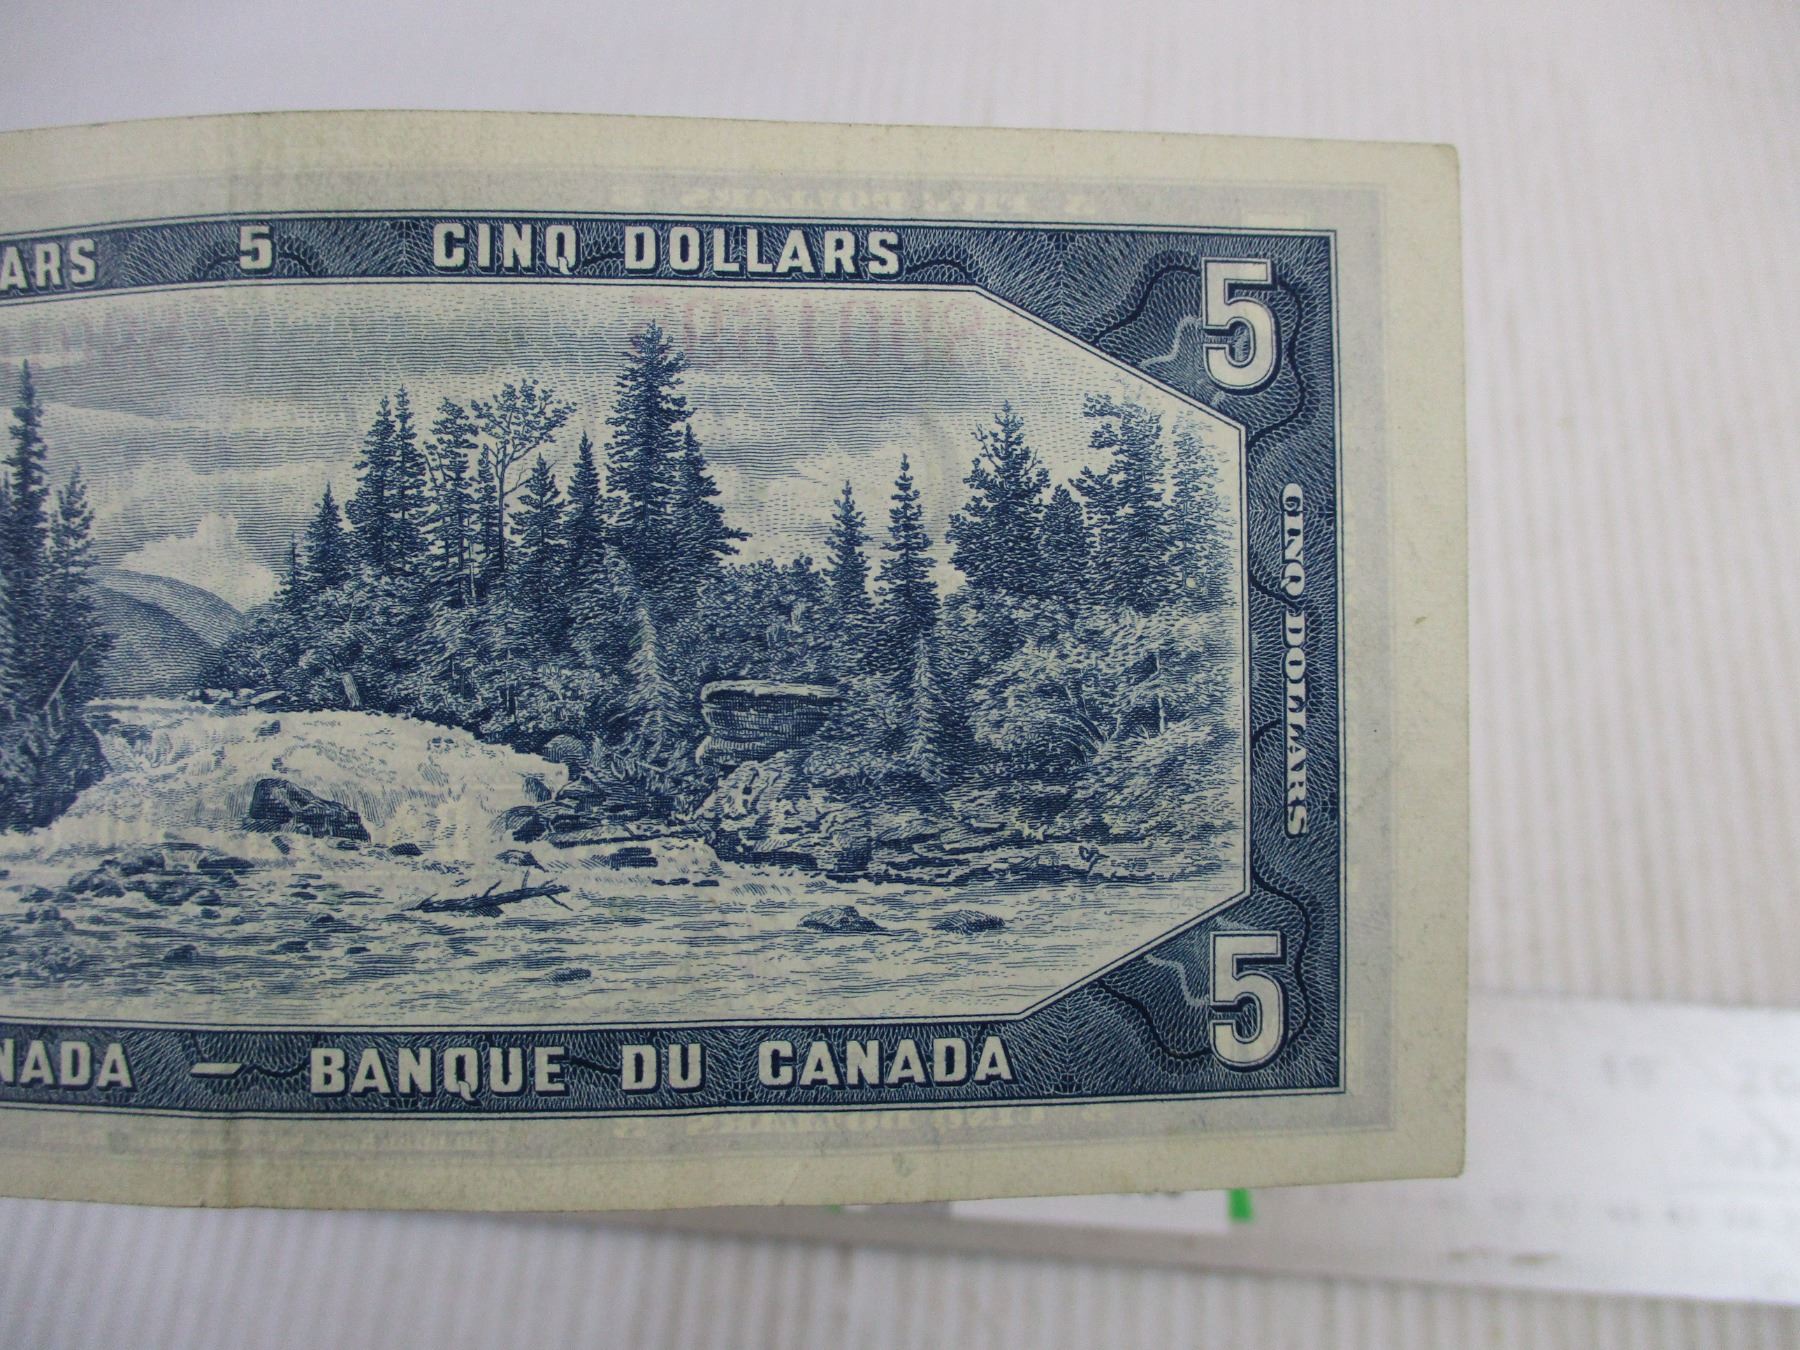 ARS 5 CINQ DOLLARS 5
CINQ DOLLARS
5
NADA — BANQUE DU CANADA